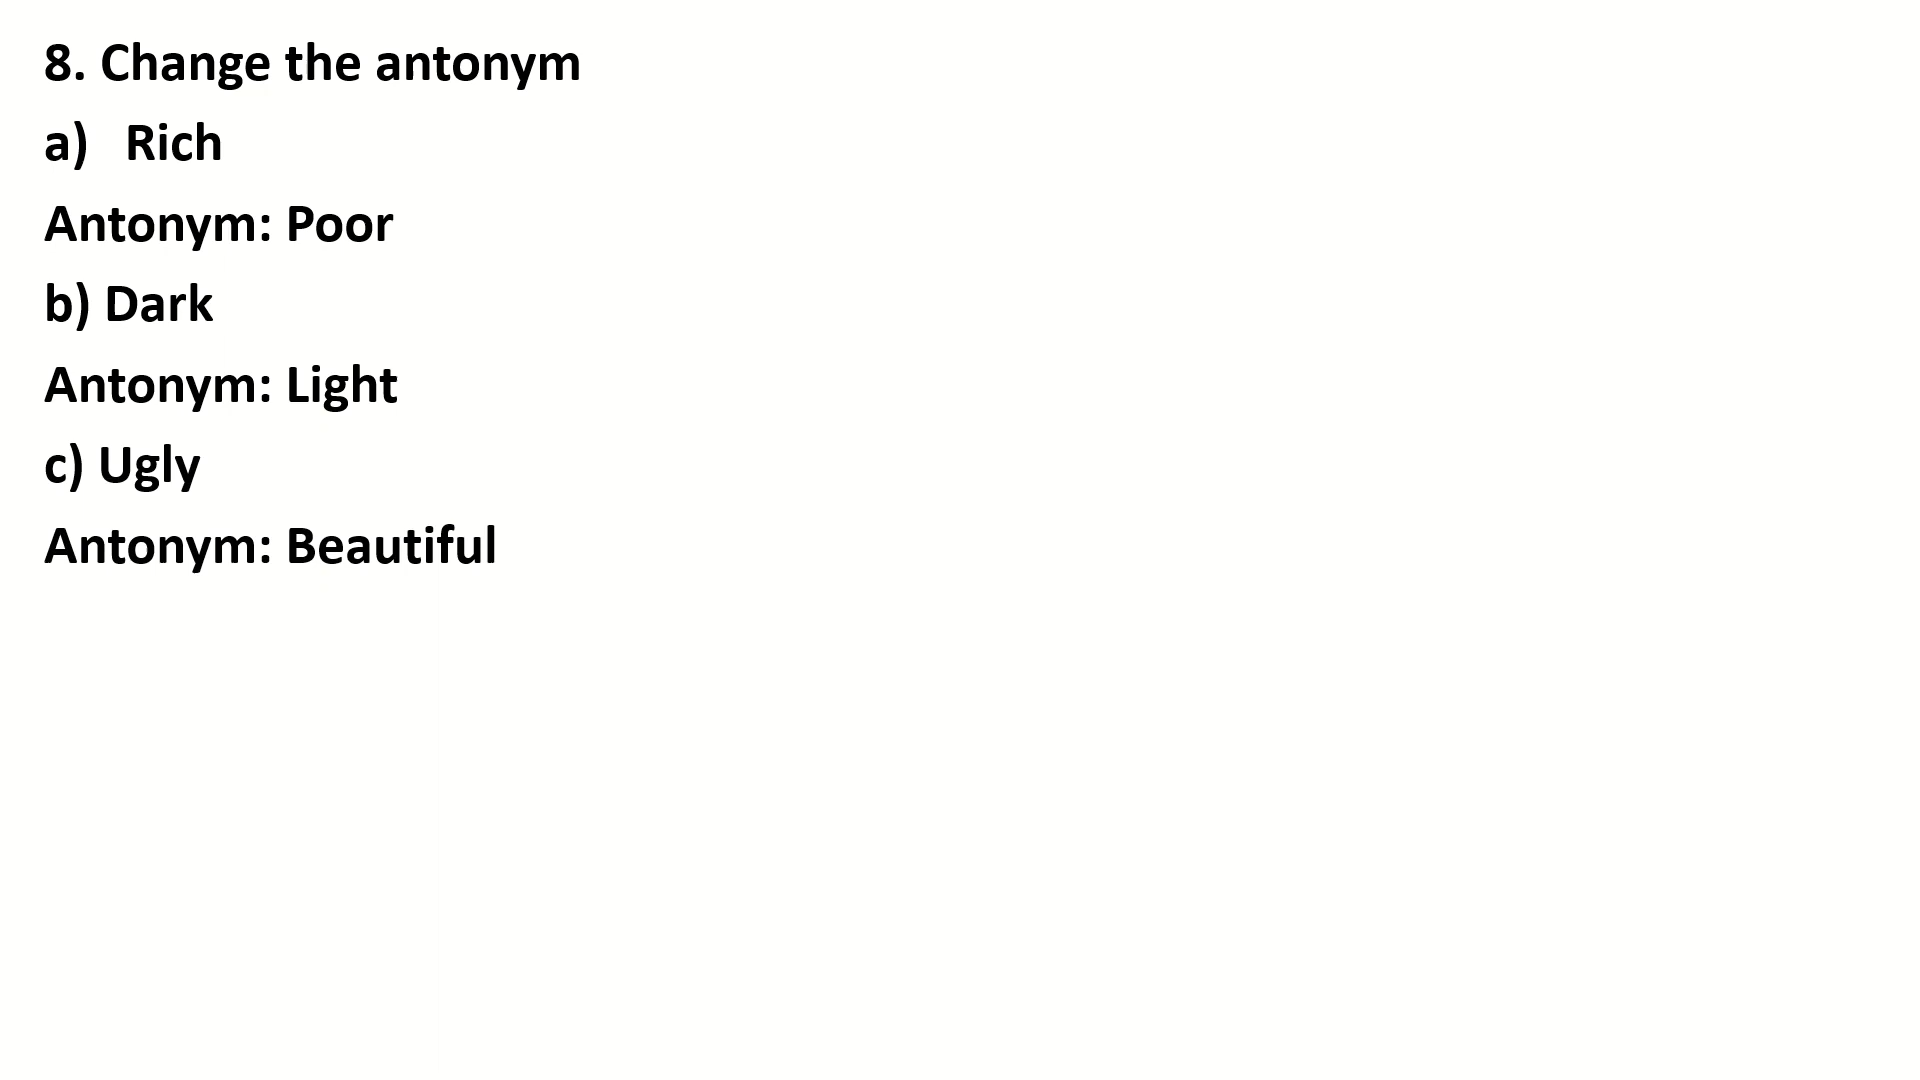 8. Change the antonym
a) Rich
Antonym: Poor
b) Dark
Antonym: Light
c) Ugly
Antonym: Beautiful